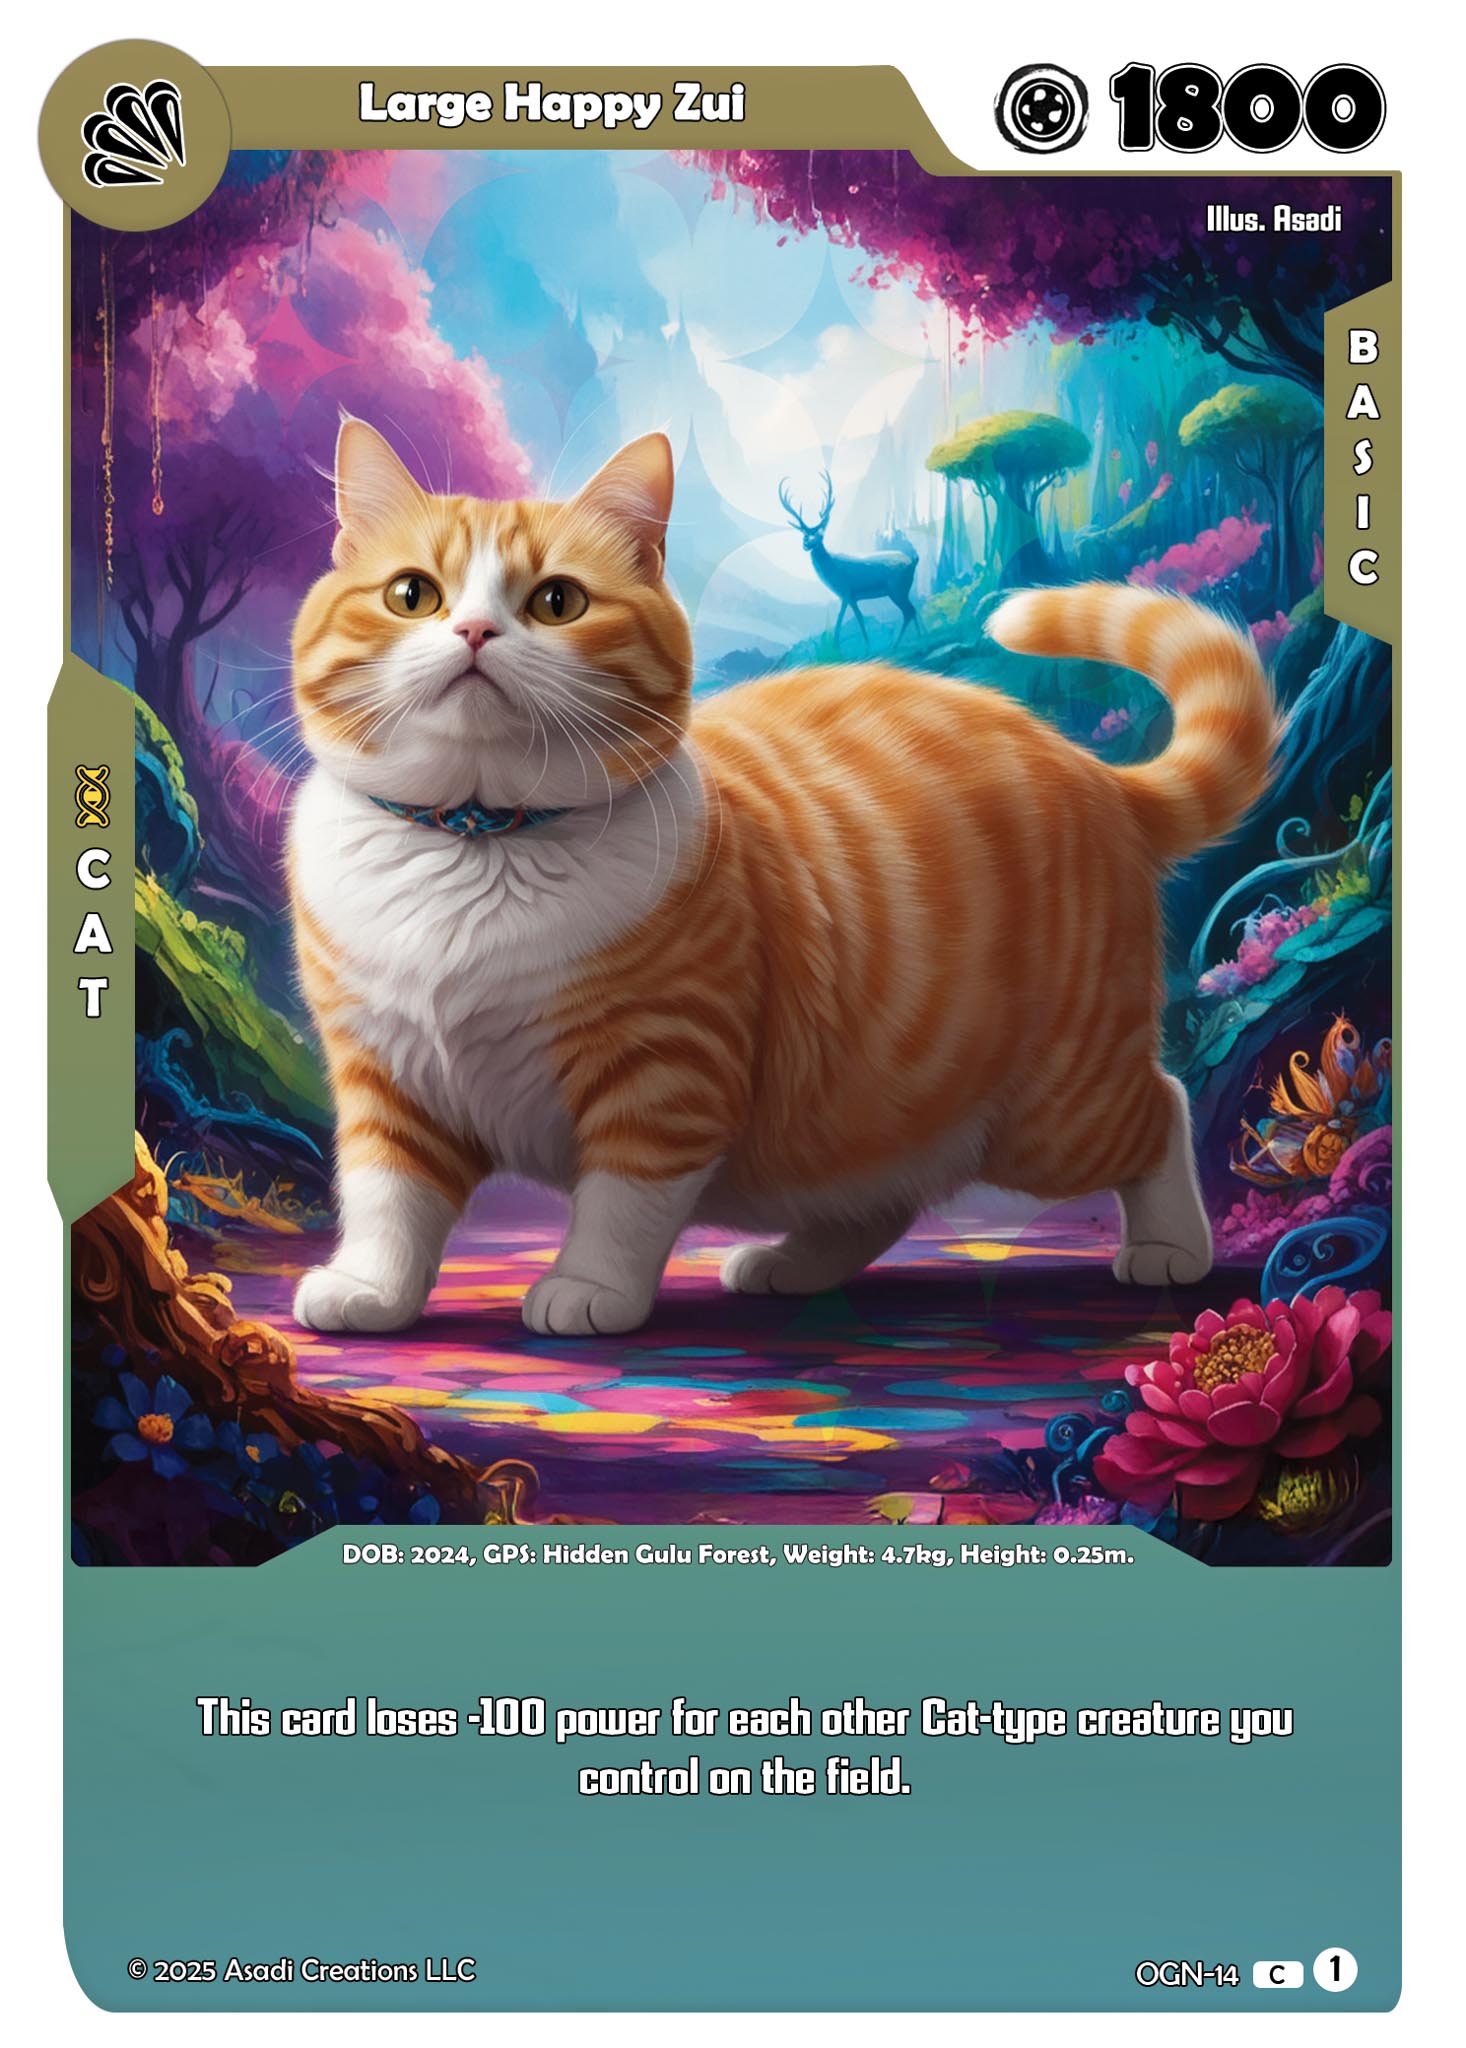 Large Happy Zui
1800
Illus. Asadi
BASIC
CAT
DOB: 2024, GPS: Hidden Gulu Forest, Weight: 4.7kg, Height: 0.25m.
This card loses -100 power for each other Cat-type creature you
control on the field.
© 2025 Asadi Creations LLC
OGN-14 C 1